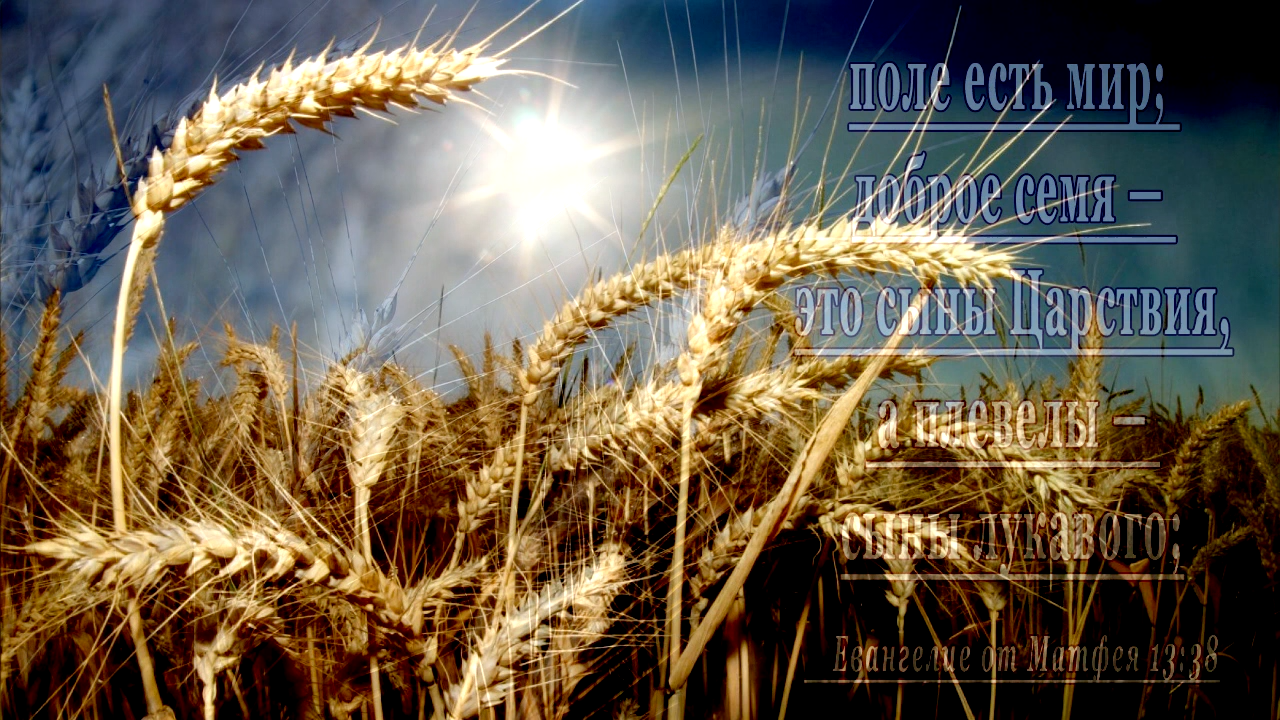 поле есть мир;
доброе семя –
это сыны Царствия,
а плевелы –
сыны лукавого;
Евангелие от Матфея 13:38